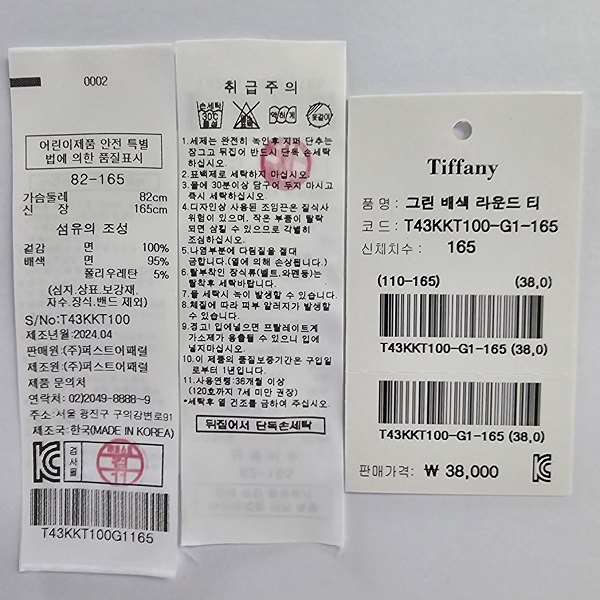 0002
어린이제품 안전 특별
법에 의한 품질표시
82-165
가슴둘레 82cm
신 장 165cm
섬유의 조성
겉감 면 100%
배색 면 95%
폴리우레탄 5%
(심지.상표.보강재,
자수.장식.밴드 제외)
S/No:T43KKT100
제조년월:2024.04
판매원:(주)퍼스트어패럴
제조원:(주)퍼스트어패럴
제품 문의처
연락처: 02)2049-8888~9
주소:서울 광진구 구의강변로91
제조국:한국(MADE IN KOREA)
검사필
T43KKT100G1165
취급주의
손세탁
30℃
중성
약하게
옷걸이
1.세제는 완전히 녹인후 지퍼 단추는
잠그고 뒤집어 반드시 단독 손세탁
하십시오.
2.표백제로 세탁하지 마십시오.
3.물에 30분이상 담구어 두지 마시고
즉시 세탁하십시오.
4.디자인상 사용된 조임끈은 질식사
위험이 있으며, 작은 부품이 탈락
되면 삼킬 수 있으므로 각별히
조심하십시오.
5.나염부분에 다림질을 절대
금합니다.(열에 의해 손상됩니다.)
6.탈부착인 장식류(벨트.와펜등)는
탈착후 세탁바랍니다.
7.물 세탁시 녹이 발생할 수 있습니다.
8.체질에 따라 피부 알러지가 발생할
수 있습니다.
9.경고! 입에넣으면 프탈레이트계
가소제가 용출될 수 있으니 입에
넣지마십시오.
10.이 제품의 품질보증기간은 구입일
로부터 1년입니다.
11.사용연령:36개월 이상
(120호까지 7세 미만 권장)
*세탁후 열 건조를 금하여 주십시오.
뒤집어서 단독손세탁
Tiffany
품 명 : 그린 배색 라운드 티
코 드 : T43KKT100-G1-165
신체치수 : 165
(110-165) (38,0)
T43KKT100-G1-165 (38,0)
T43KKT100-G1-165 (38,0)
판매가격: ₩ 38,000